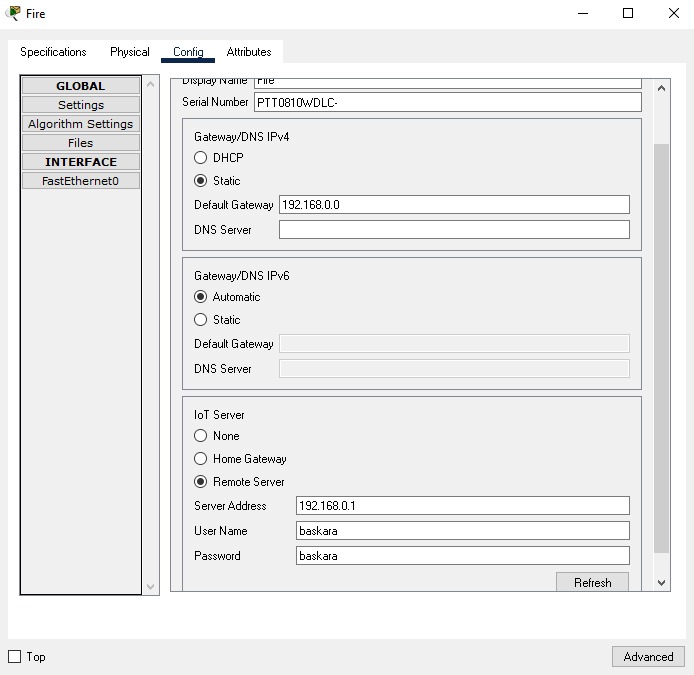 Fire
Specifications Physical Config Attributes
GLOBAL
Settings
Algorithm Settings
Files
INTERFACE
FastEthernet0
Display Name Fire
Serial Number PTT0810WDLC-
Gateway/DNS IPv4
DHCP
Static
Default Gateway 192.168.0.0
DNS Server
Gateway/DNS IPv6
Automatic
Static
Default Gateway
DNS Server
IoT Server
None
Home Gateway
Remote Server
Server Address 192.168.0.1
User Name baskara
Password baskara
Refresh
Top Advanced